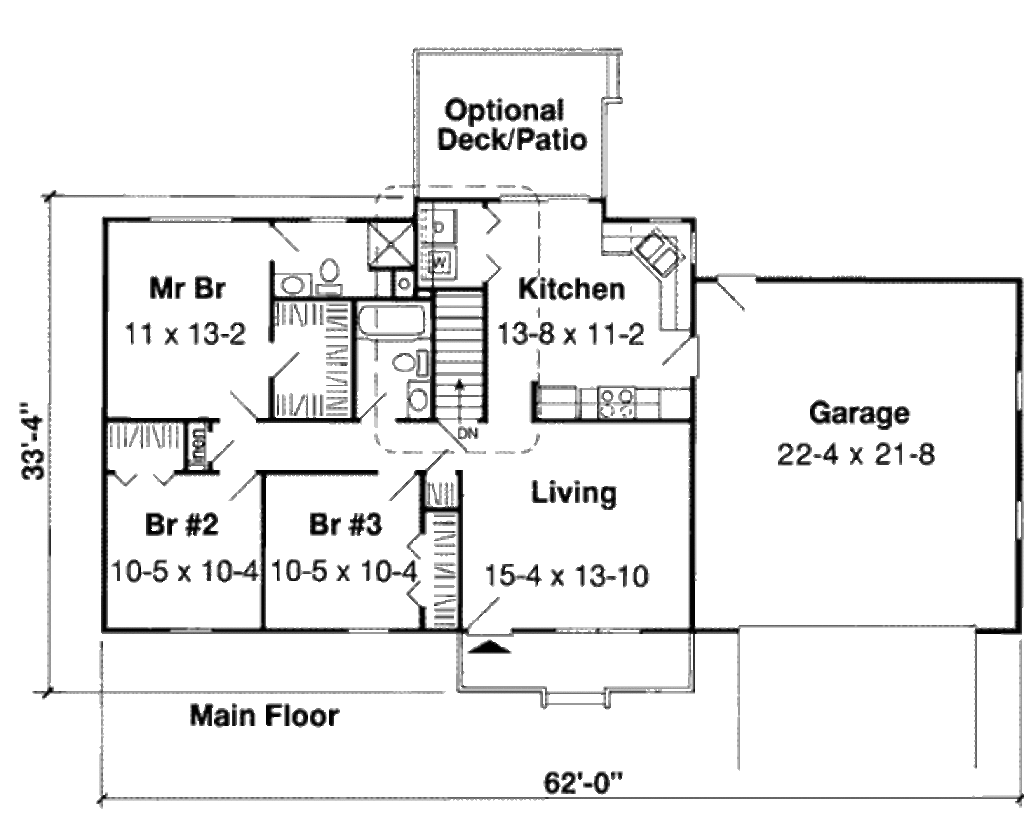 Optional
Deck/Patio
W
Mr Br
11 x 13-2
Kitchen
13-8 x 11-2
33'-4"
linen
DN
Garage
22-4 x 21-8
Living
15-4 x 13-10
Br #2
10-5 x 10-4
Br #3
10-5 x 10-4
Main Floor
62'-0"